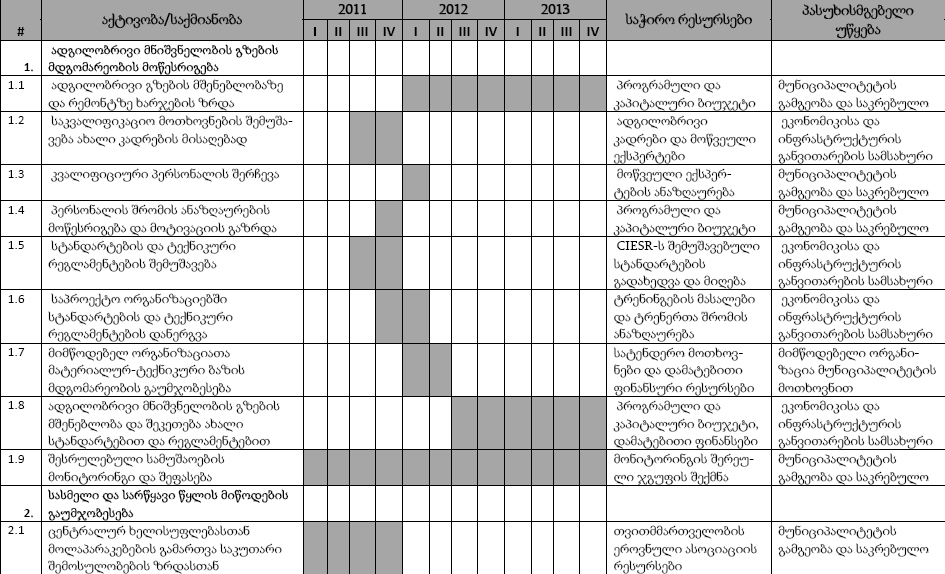 # აქტივობა/საქმიანობა 2011 2012 2013 საჭირო რესურსები პასუხისმგებელი
უწყება
I II III IV I II III IV I II III IV
1. ადგილობრივი მნიშვნელობის გზების
მდგომარეობის მოწესრიგება
1.1 ადგილობრივი გზების მშენებლობაზე
და რემონტზე ხარჯების ზრდა
პროგრამული და
კაპიტალური ბიუჯეტი
მუნიციპალიტეტის
გამგეობა და საკრებულო
1.2 საკვალიფიკაციო მოთხოვნების შემუშა-
ვება ახალი კადრების მისაღებად
ადგილობრივი
კადრები და მოწვეული
ექსპერტები
ეკონომიკისა და
ინფრასტრუქტურის
განვითარების სამსახური
1.3 კვალიფიციური პერსონალის შერჩევა
მოწვეული ექსპერ-
ტების ანაზღაურება
მუნიციპალიტეტის
გამგეობა და საკრებულო
1.4 პერსონალის შრომის ანაზღაურების
მოწესრიგება და მოტივაციის გაზრდა
პროგრამული და
კაპიტალური ბიუჯეტი
მუნიციპალიტეტის
გამგეობა და საკრებულო
1.5 სტანდარტების და ტექნიკური
რეგლამენტების შემუშავება
CIESR-ს შემუშავებული
სტანდარტების
გადახედვა და მიღება
ეკონომიკისა და
ინფრასტრუქტურის
განვითარების სამსახური
1.6 საპროექტო ორგანიზაციებში
სტანდარტების და ტექნიკური
რეგლამენტების დანერგვა
ტრენინგების მასალები
და ტრენერთა შრომის
ანაზღაურება
ეკონომიკისა და
ინფრასტრუქტურის
განვითარების სამსახური
1.7 მიმწოდებელ ორგანიზაციათა
მატერიალურ-ტექნიკური ბაზის
მდგომარეობის გაუმჯობესება
სატენდერო მოთხოვ-
ნები და დამატებითი
ფინანსური რესურსები
მიმწოდებელი ორგანი-
ზაცია მუნიციპალიტეტის
მოთხოვნით
1.8 ადგილობრივი მნიშვნელობის გზების
მშენებლობა და შეკეთება ახალი
სტანდარტებით და რეგლამენტებით
პროგრამული და
კაპიტალური ბიუჯეტი,
დამატებითი ფინანსები
ეკონომიკისა და
ინფრასტრუქტურის
განვითარების სამსახური
1.9 შესრულებული სამუშაოების
მონიტორინგი და შეფასება
მონიტორინგის შერეუ-
ლი ჯგუფის შექმნა
მუნიციპალიტეტის
გამგეობა და საკრებულო
2. სასმელი და სარწყავი წყლის მიწოდების
გაუმჯობესება
2.1 ცენტრალურ ხელისუფლებასთან
მოლაპარაკებების გამართვა საკუთარი
შემოსულობების ზრდასთან
თვითმმართველობის
ეროვნული ასოციაციის
რესურსები
მუნიციპალიტეტის
გამგეობა და საკრებულო